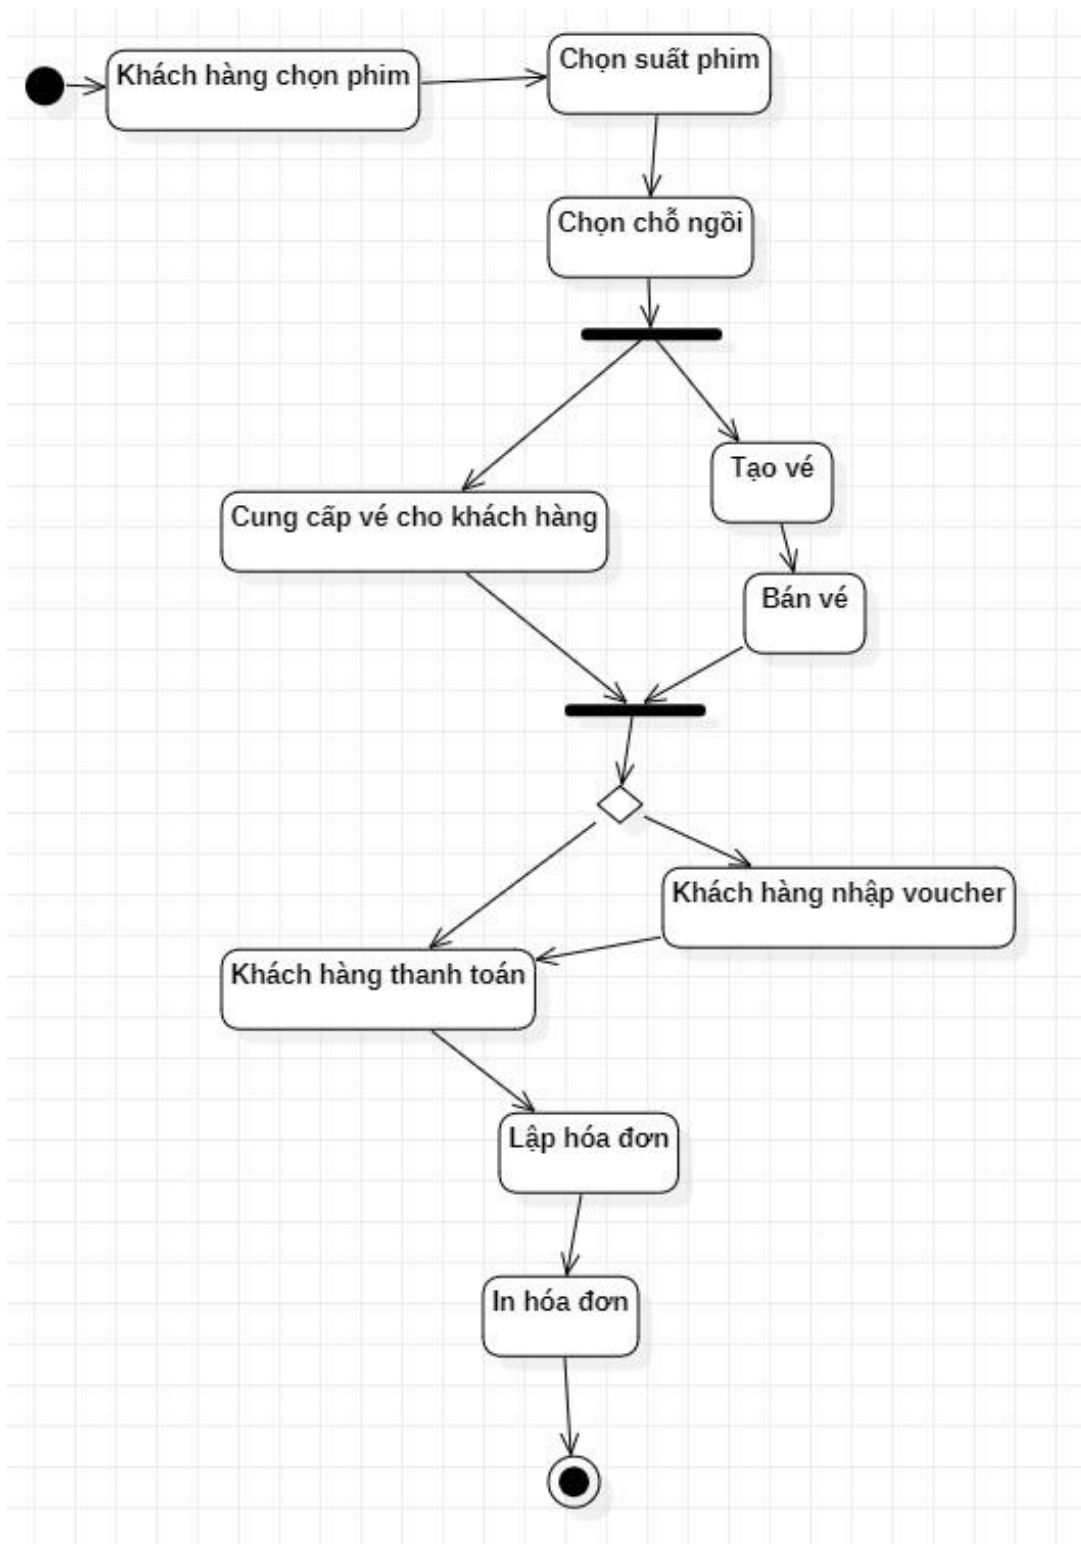 Khách hàng chọn phim
Chọn suất phim
Chọn chỗ ngồi
Tạo vé
Cung cấp vé cho khách hàng
Bán vé
Khách hàng nhập voucher
Khách hàng thanh toán
Lập hóa đơn
In hóa đơn